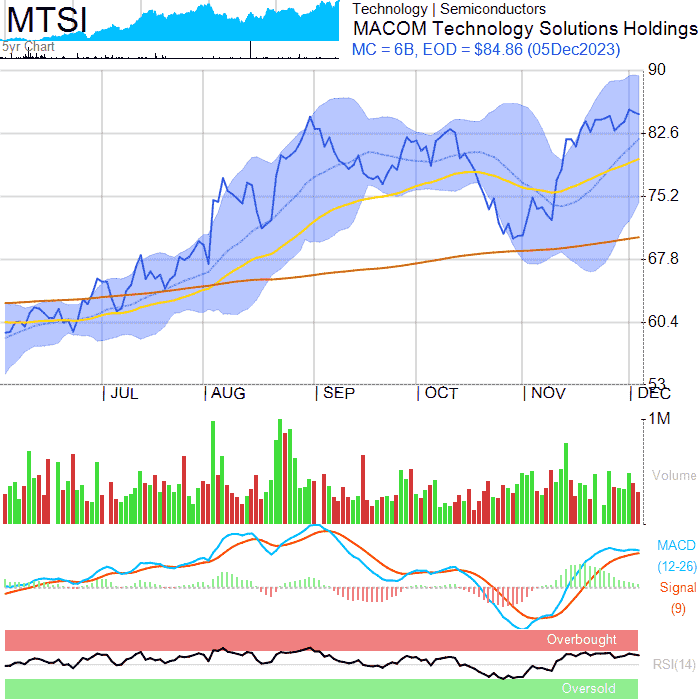 MTSI
5yr Chart
Technology | Semiconductors
MACOM Technology Solutions Holdings
MC = 6B, EOD = $84.86 (05Dec2023)
90
82.6
75.2
67.8
60.4
53
JUL
AUG
SEP
OCT
NOV
DEC
1M
Volume
MACD
(12-26)
Signal
(9)
Overbought
RSI(14)
Oversold